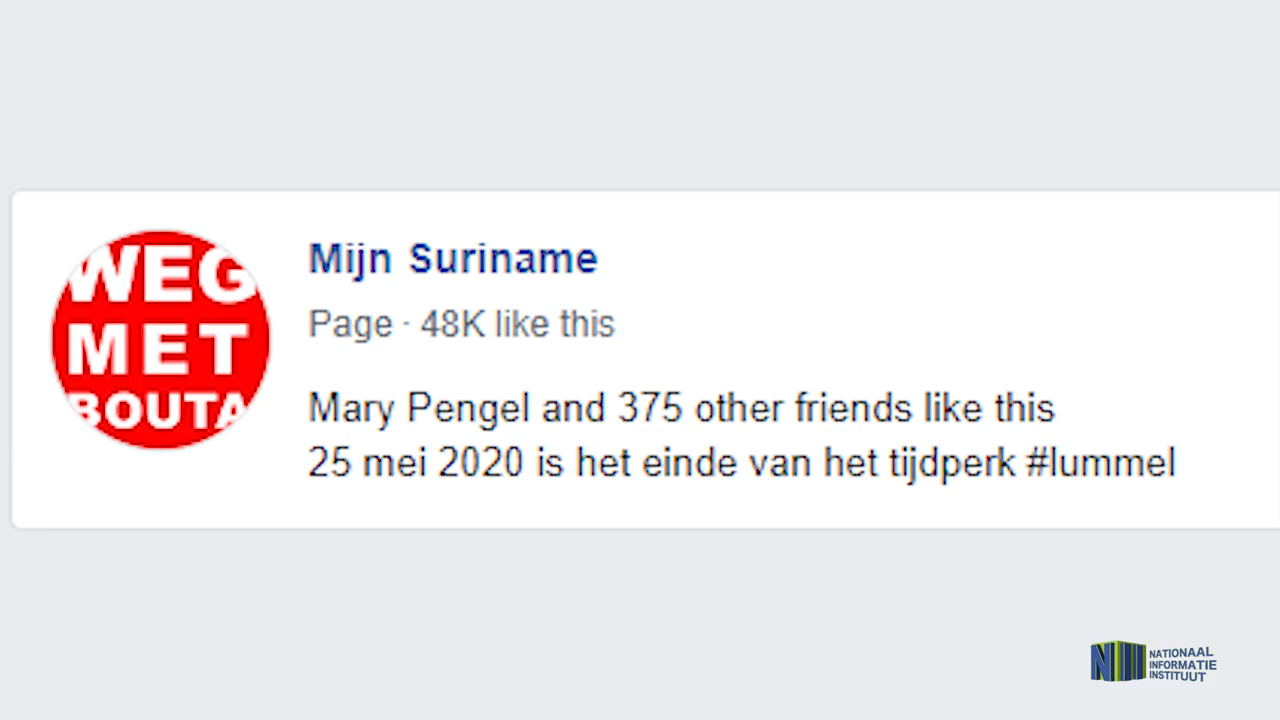 WEG
MET
BOUTA
Mijn Suriname
Page · 48K like this
Mary Pengel and 375 other friends like this
25 mei 2020 is het einde van het tijdperk #lummel
NII
NATIONAAL
INFORMATIE
INSTITUUT